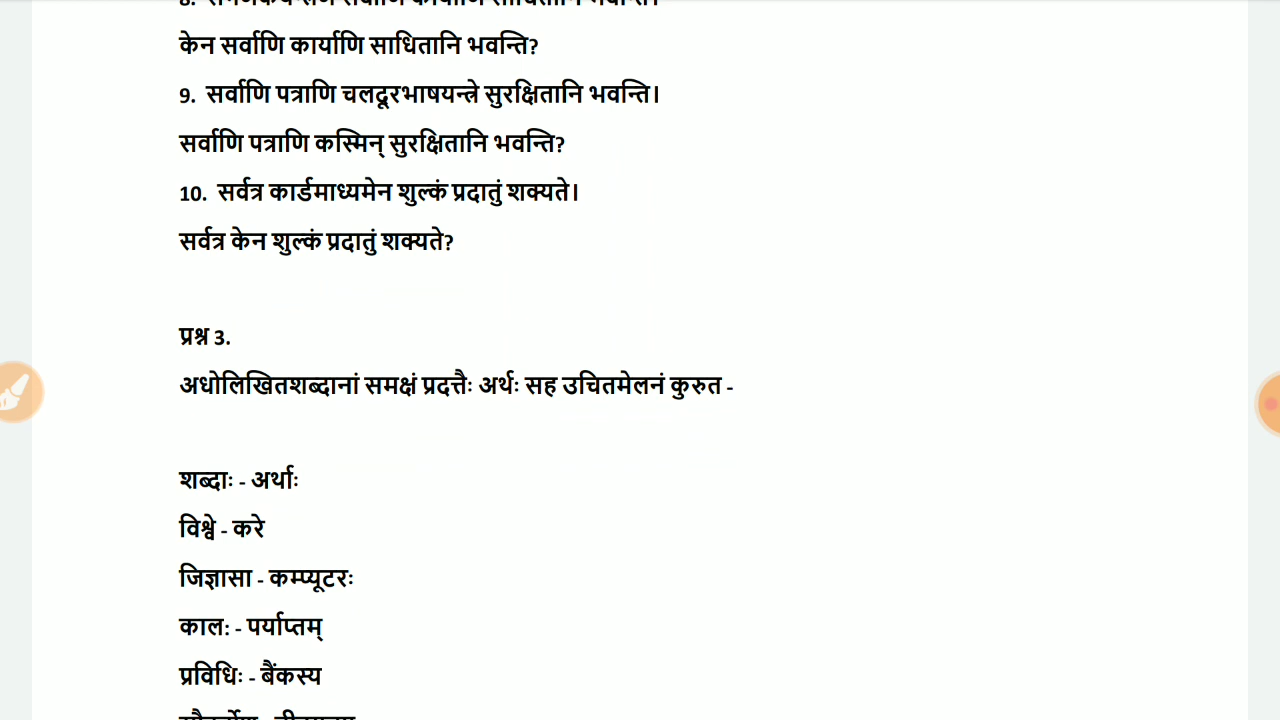 केन सर्वाणि कार्याणि साधितानि भवन्ति?
9. सर्वाणि पत्राणि चलदूरभाषयन्त्रे सुरक्षितानि भवन्ति।
सर्वाणि पत्राणि कस्मिन् सुरक्षितानि भवन्ति?
10. सर्वत्र कार्डमाध्यमेन शुल्कं प्रदातुं शक्यते।
सर्वत्र केन शुल्कं प्रदातुं शक्यते?
प्रश्न 3.
अधोलिखितशब्दानां समक्षं प्रदत्तैः अर्थः सह उचितमेलनं कुरुत -
शब्दाः - अर्थाः
विश्वे - करे
जिज्ञासा - कम्प्यूटरः
काल: - पर्याप्तम्
प्रविधिः - बैंकस्य